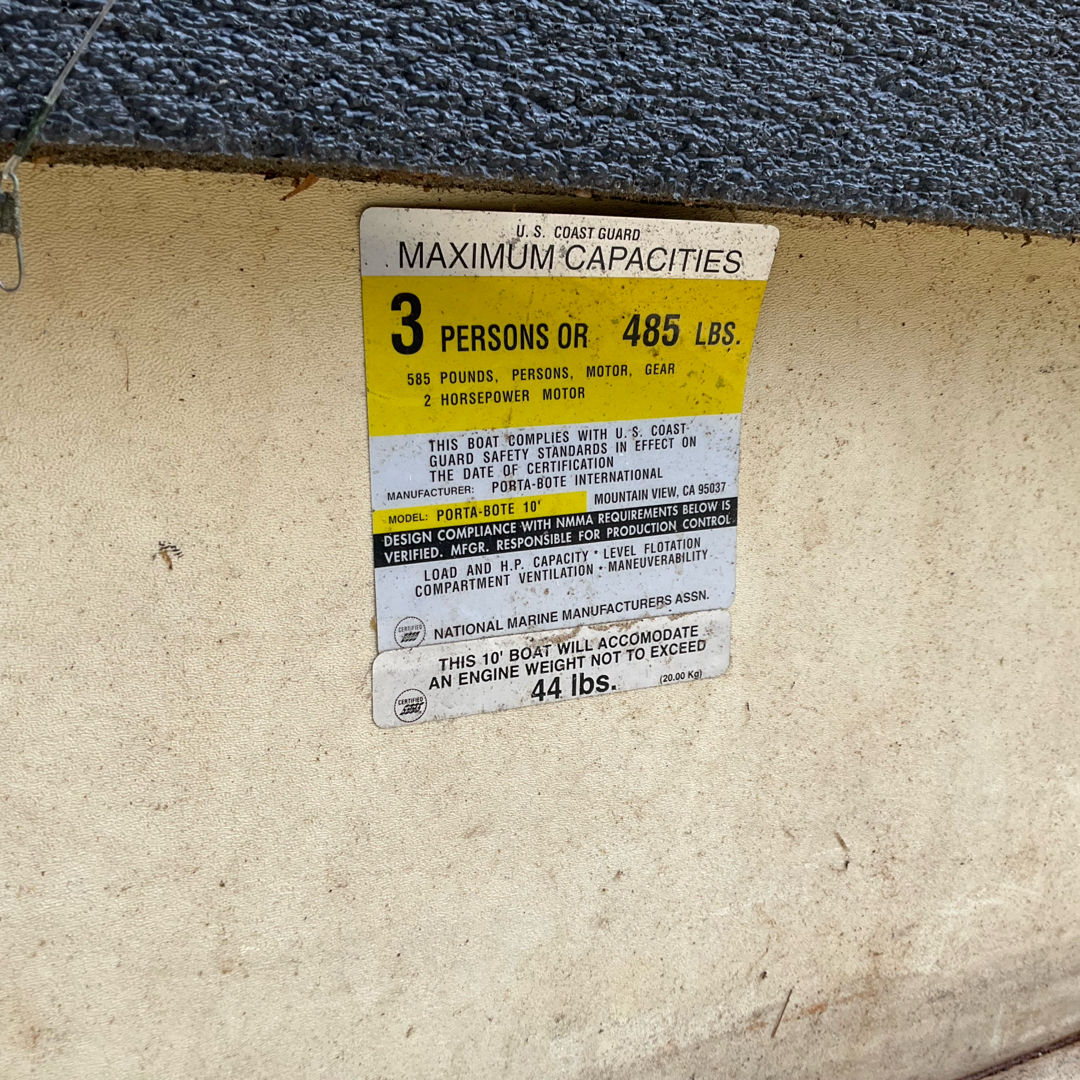 U. S. COAST GUARD
MAXIMUM CAPACITIES
3 PERSONS OR 485 LBS.
585 POUNDS, PERSONS, MOTOR, GEAR
2 HORSEPOWER MOTOR
THIS BOAT COMPLIES WITH U. S. COAST
GUARD SAFETY STANDARDS IN EFFECT ON
THE DATE OF CERTIFICATION
MANUFACTURER: PORTA-BOTE INTERNATIONAL
MOUNTAIN VIEW, CA 95037
MODEL: PORTA-BOTE 10'
DESIGN COMPLIANCE WITH NMMA REQUIREMENTS BELOW IS
VERIFIED. MFGR. RESPONSIBLE FOR PRODUCTION CONTROL
LOAD AND H.P. CAPACITY • LEVEL FLOTATION
COMPARTMENT VENTILATION • MANEUVERABILITY
CERTIFIED
NATIONAL MARINE MANUFACTURERS ASSN.
THIS 10' BOAT WILL ACCOMODATE
AN ENGINE WEIGHT NOT TO EXCEED
44 lbs. (20.00 Kg)
CERTIFIED